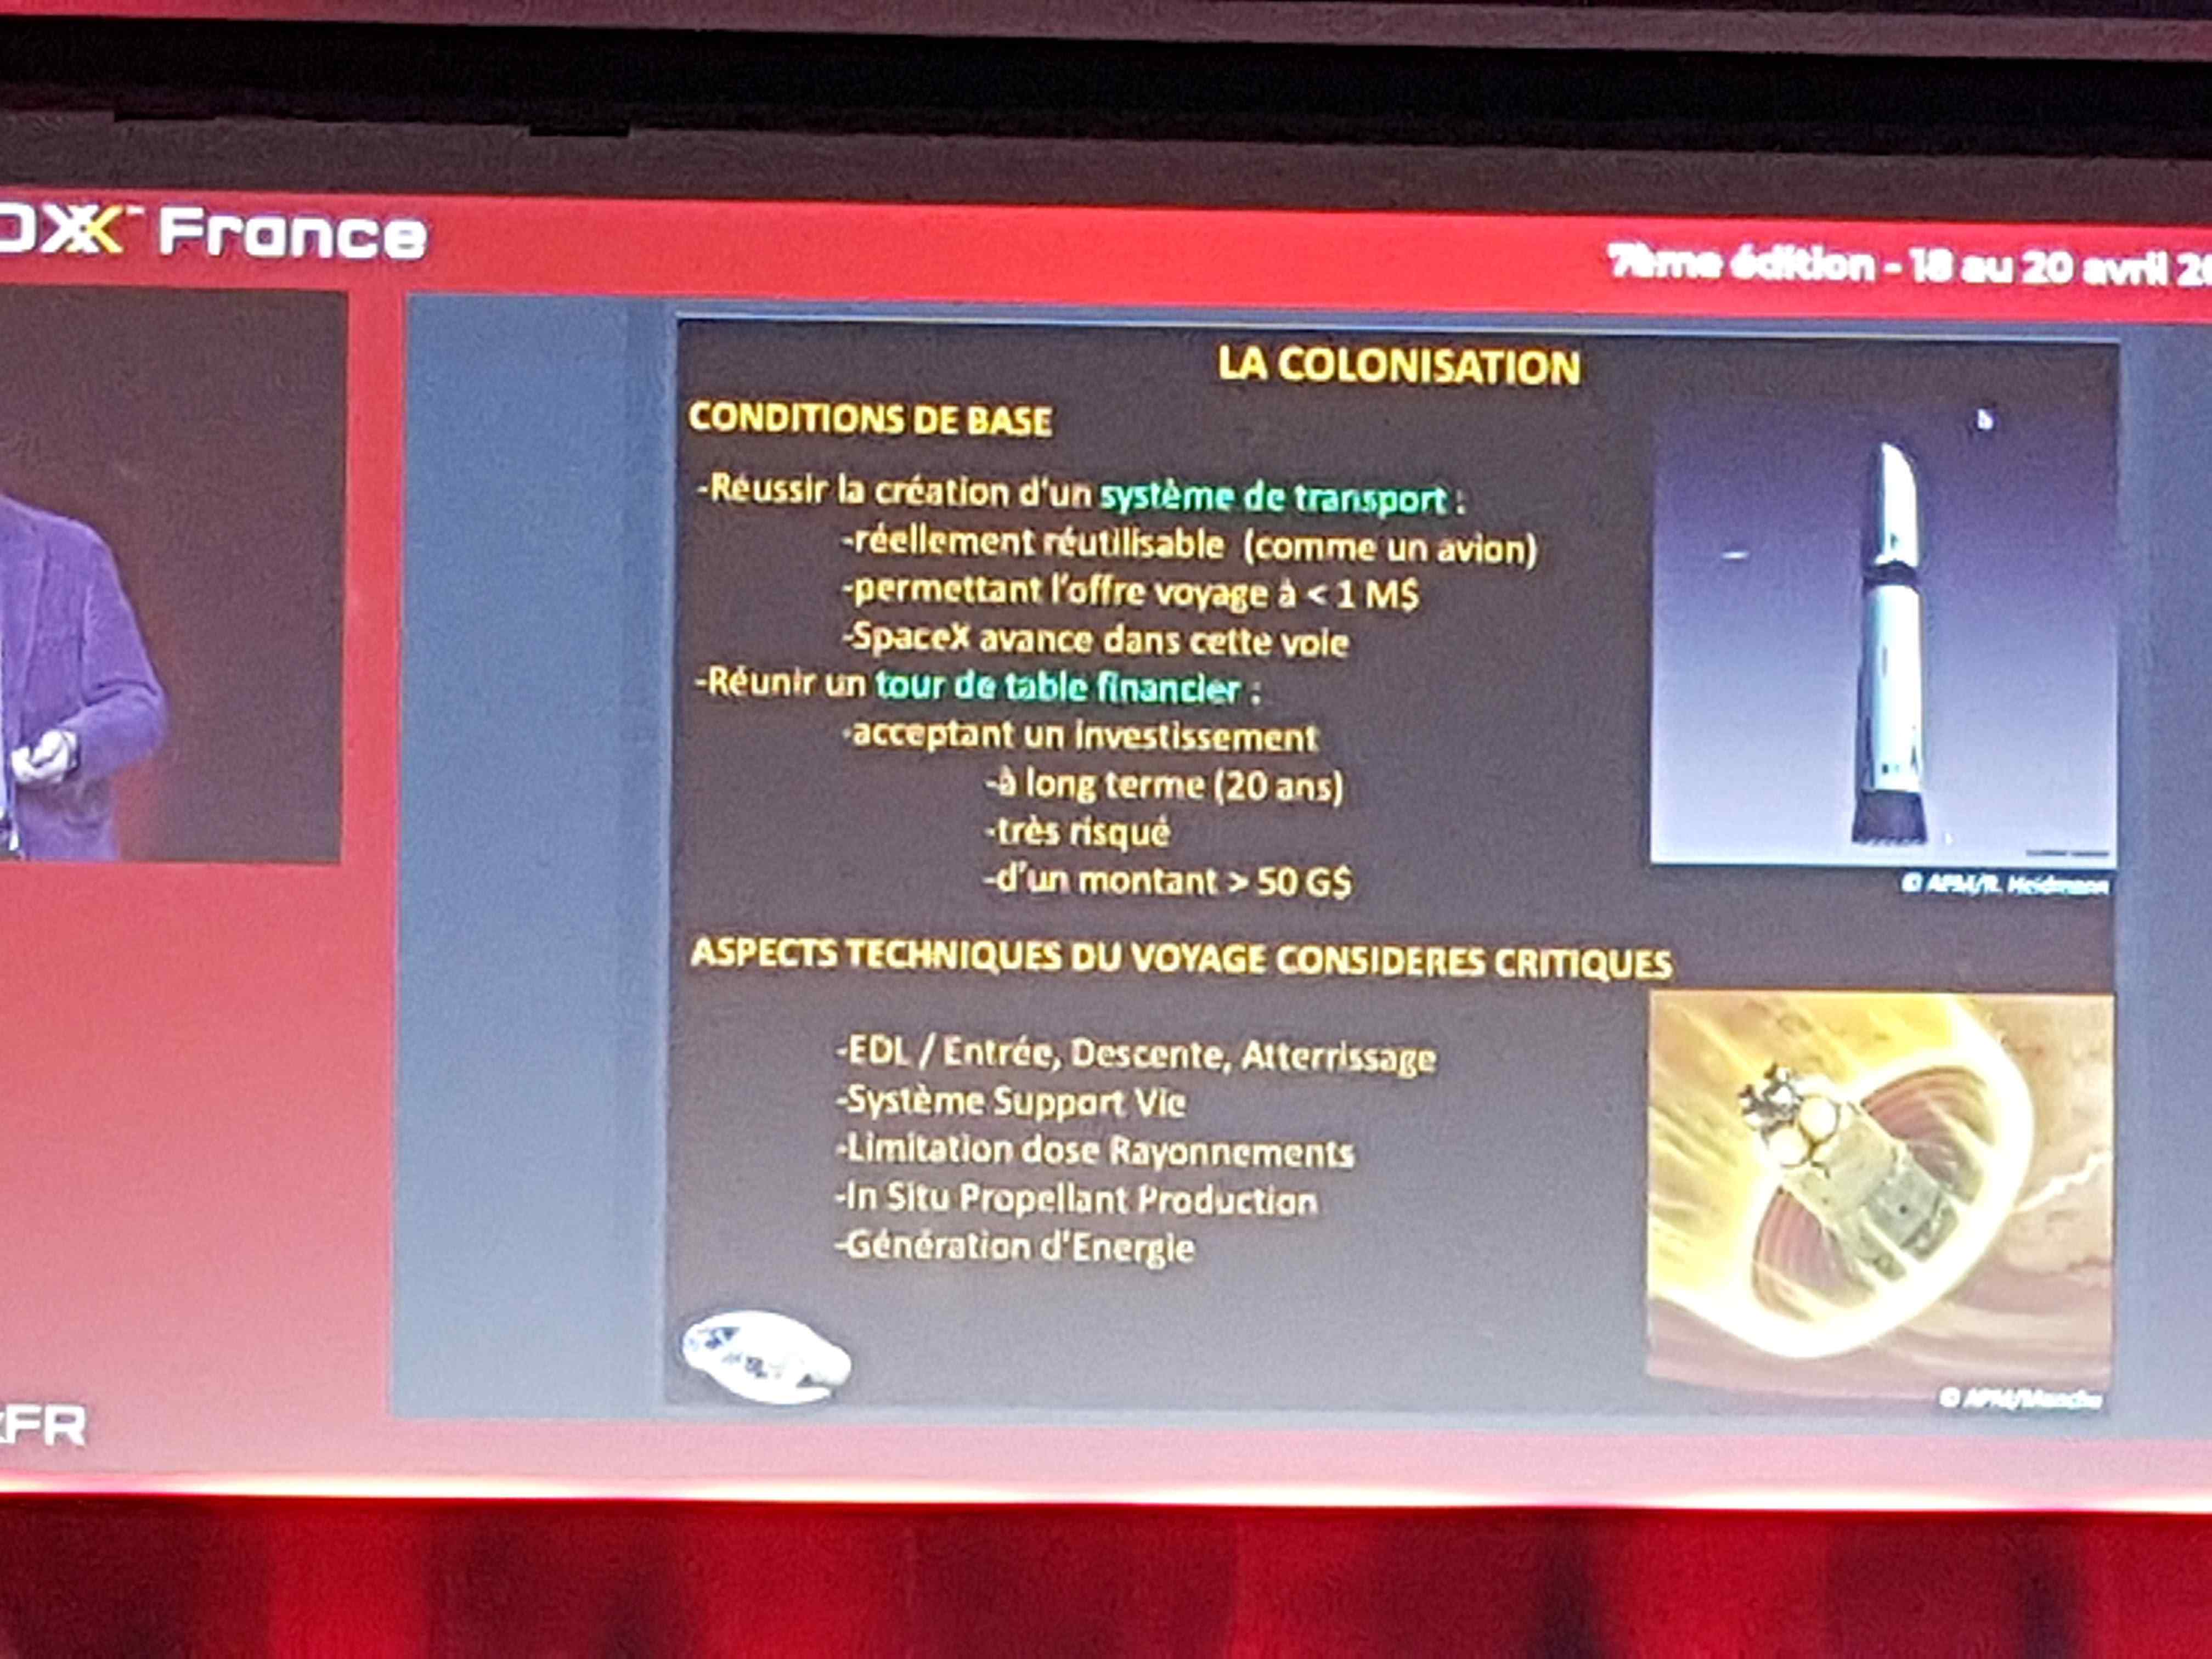 France
7ème édition - 18 au 20 avril
LA COLONISATION
CONDITIONS DE BASE
-Réussir la création d'un système de transport :
-réellement réutilisable (comme un avion)
-permettant l'offre voyage à < 1 M$
-SpaceX avance dans cette voie
-Réunir un tour de table financier :
-acceptant un investissement
-à long terme (20 ans)
-très risqué
-d'un montant > 50 G$
© APM/R. Heidmann
ASPECTS TECHNIQUES DU VOYAGE CONSIDERES CRITIQUES
-EDL / Entrée, Descente, Atterrissage
-Système Support Vie
-Limitation dose Rayonnements
-In Situ Propellant Production
-Génération d'Energie
© APM/Manchu
xFR